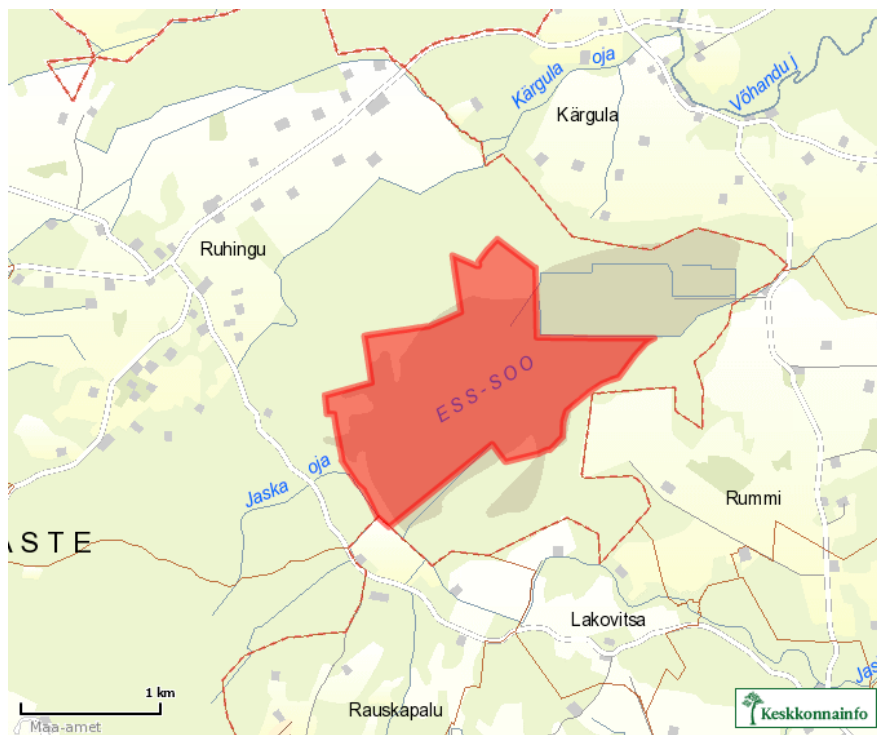 Kärgula oja
Võhandu j
Kärgula
Ruhingu
ESS-SOO
Jaska oja
Rummi
ASTE
Lakovitsa
Jas
1 km
Rauskapalu
Keskkonnainfo
Maa-amet